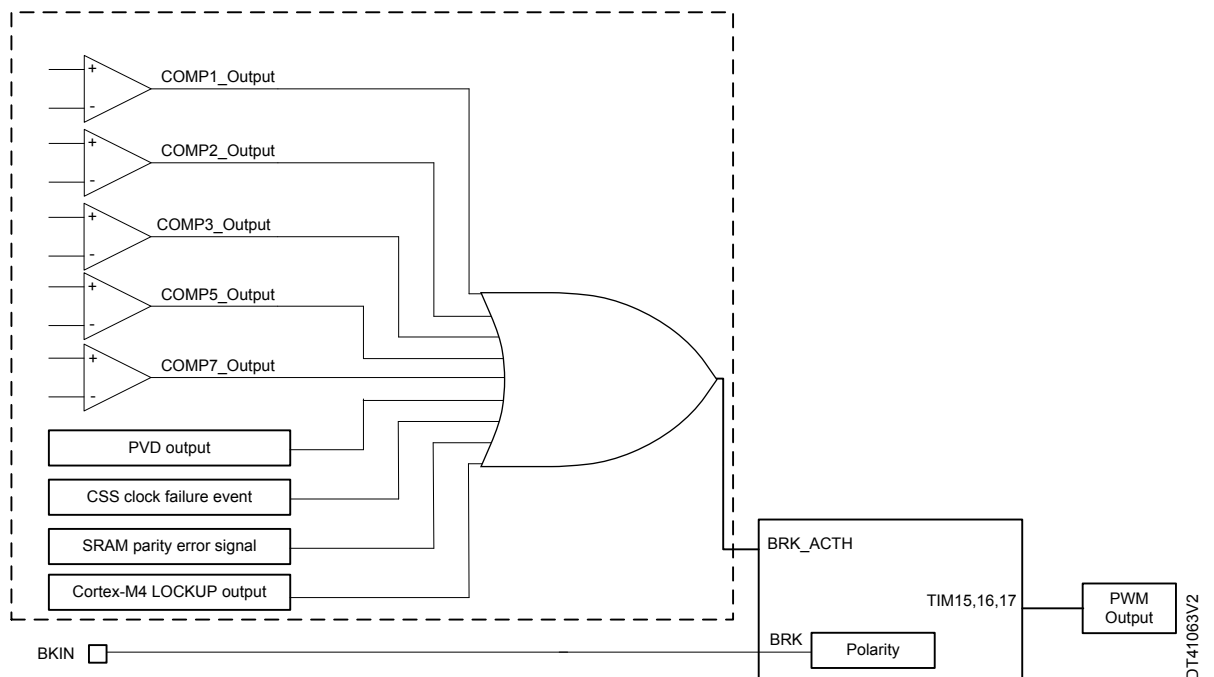 +
-
COMP1_Output
+
-
COMP2_Output
+
-
COMP3_Output
+
-
COMP5_Output
+
-
COMP7_Output
PVD output
CSS clock failure event
SRAM parity error signal
Cortex-M4 LOCKUP output
BRK_ACTH
TIM15,16,17
PWM
Output
BKIN
BRK
Polarity
DT41063V2